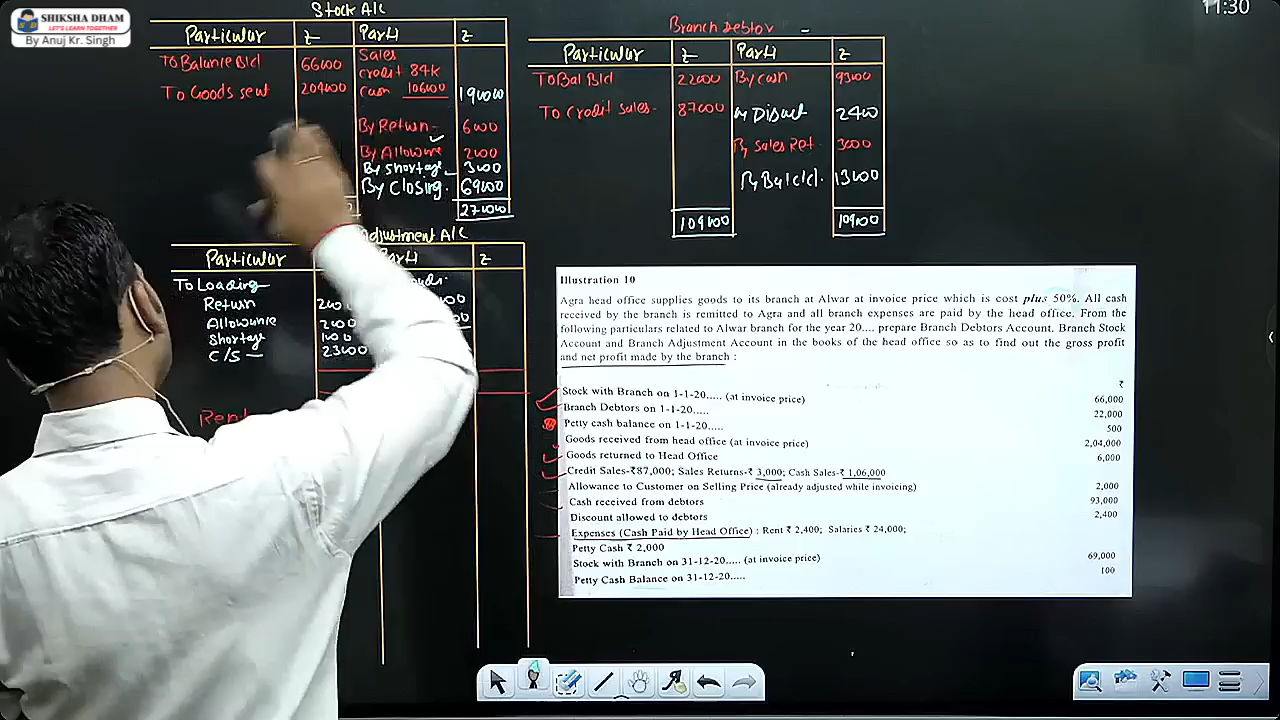 SHIKSHA DHAM
LET'S LEARN TOGETHER
By Anuj Kr. Singh
11:30
Stock A/c
Particular ₹ Parti ₹
To Balance B/d 66000 Sales
credit 84k
To Goods sent 204000 Cash 106000 190000
By Return 6000
By Allowne 2000
By shortage 3000
By Closing. 69000
270000
Branch Debtor
Particular ₹ Parti ₹
To Bal B/d 22000 By cash 93000
To Credit sales. 87000 By Disount 2400
By Sales Ret. 3000
By Bal c/d. 13000
109000 109000
djustment A/c
Particular ₹
To Loading
Return
Allowance
Shortage
C/S 23000
Illustration 10
Agra head office supplies goods to its branch at Alwar at invoice price which is cost plus 50%. All cash
received by the branch is remitted to Agra and all branch expenses are paid by the head office. From the
following particulars related to Alwar branch for the year 20.... prepare Branch Debtors Account. Branch Stock
Account and Branch Adjustment Account in the books of the head office so as to find out the gross profit
and net profit made by the branch :
₹
Stock with Branch on 1-1-20..... (at invoice price) 66,000
Branch Debtors on 1-1-20..... 22,000
Petty cash balance on 1-1-20..... 500
Goods received from head office (at invoice price) 2,04,000
Goods returned to Head Office 6,000
Credit Sales-₹87,000; Sales Returns-₹ 3,000; Cash Sales-₹ 1,06,000
Allowance to Customer on Selling Price (already adjusted while invoicing) 2,000
Cash received from debtors 93,000
Discount allowed to debtors 2,400
Expenses (Cash Paid by Head Office) : Rent ₹ 2,400; Salaries ₹ 24,000;
Petty Cash ₹ 2,000
Stock with Branch on 31-12-20..... (at invoice price) 69,000
Petty Cash Balance on 31-12-20..... 100